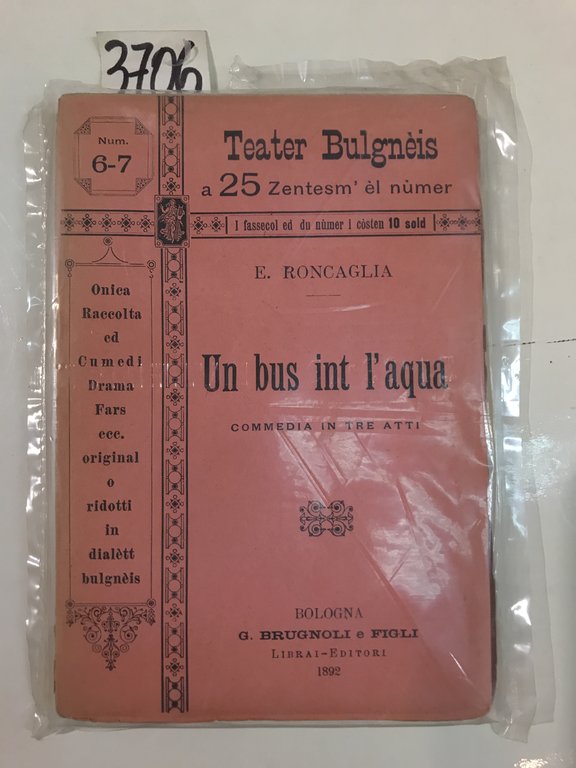 3706
Num.
6-7
Teater Bulgnèis
a 25 Zentesm' èl nùmer
I fassecol ed du nùmer i còsten 10 sold
E. RONCAGLIA
Onica
Raccolta
ed
Cumedi
Drama
Fars
ecc.
original
o
ridotti
in
dialètt
bulgnèis
Un bus int l'aqua
COMMEDIA IN TRE ATTI
BOLOGNA
G. BRUGNOLI e FIGLI
LIBRAI-EDITORI
1892